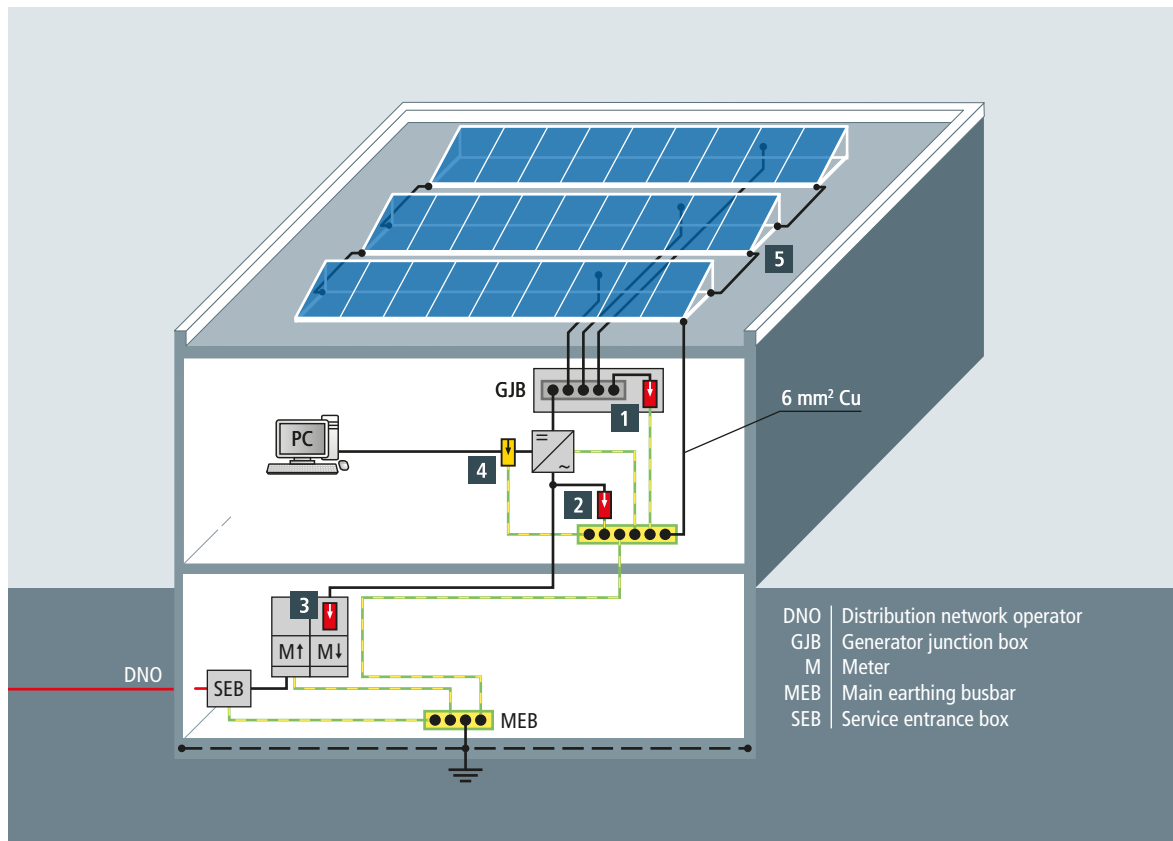 5
GJB
1
6 mm² Cu
PC
4
2
3
M↑ M↓
DNO
SEB
MEB
DNO Distribution network operator
GJB Generator junction box
M Meter
MEB Main earthing busbar
SEB Service entrance box